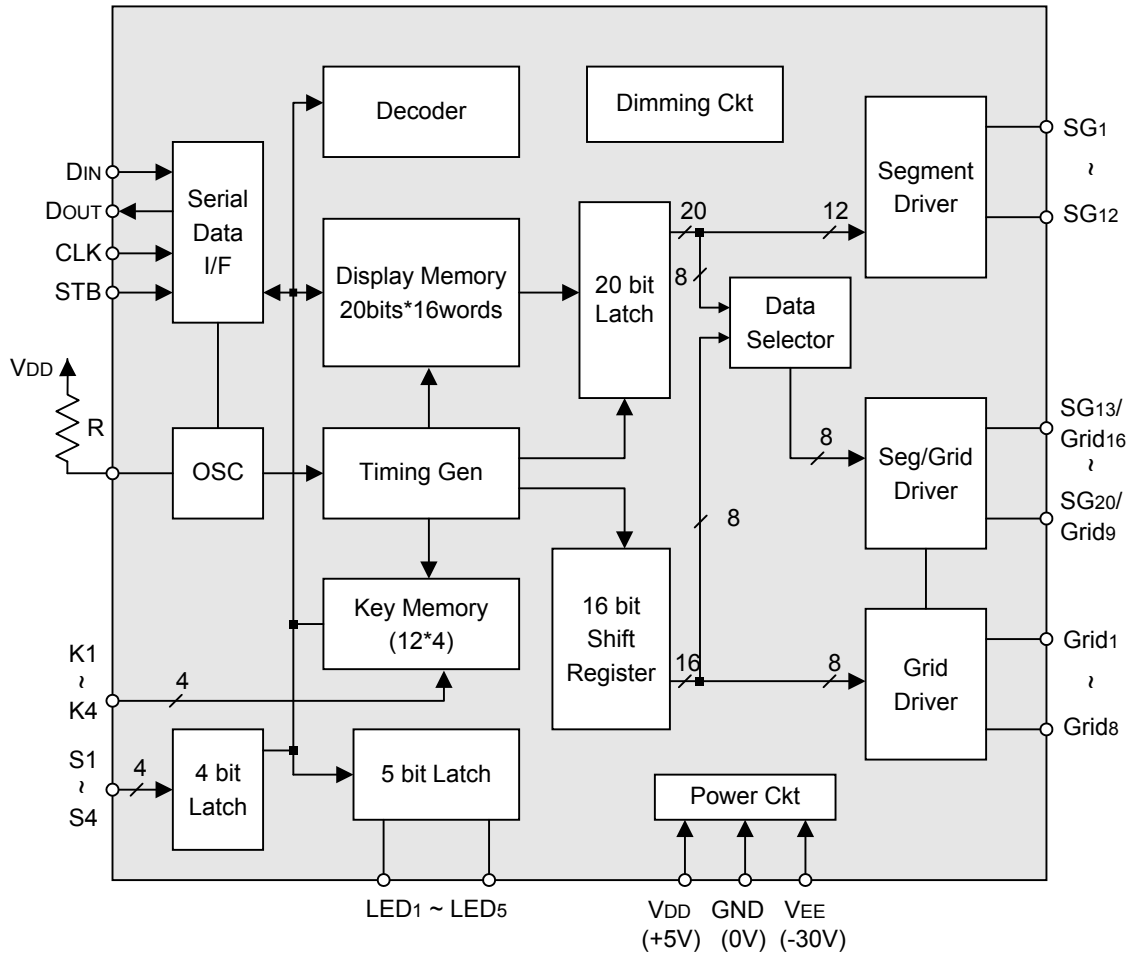 Decoder
Dimming Ckt
DIN
DOUT
CLK
STB
Serial
Data
I/F
Display Memory
20bits*16words
20 bit
Latch
20
12
8
Segment
Driver
SG1
~
SG12
Data
Selector
VDD
R
OSC
Timing Gen
8
Seg/Grid
Driver
SG13/
Grid16
~
SG20/
Grid9
8
Key Memory
(12*4)
16 bit
Shift
Register
16
8
Grid
Driver
Grid1
~
Grid8
K1
~
K4
4
S1
~
S4
4
4 bit
Latch
5 bit Latch
Power Ckt
LED1 ~ LED5
VDD
(+5V)
GND
(0V)
VEE
(-30V)